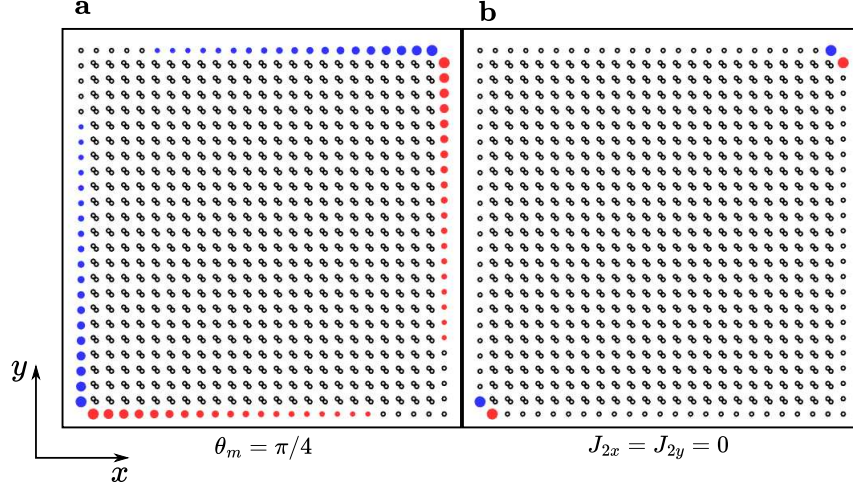 a b
y
x
θ_m = π/4 J_{2x} = J_{2y} = 0